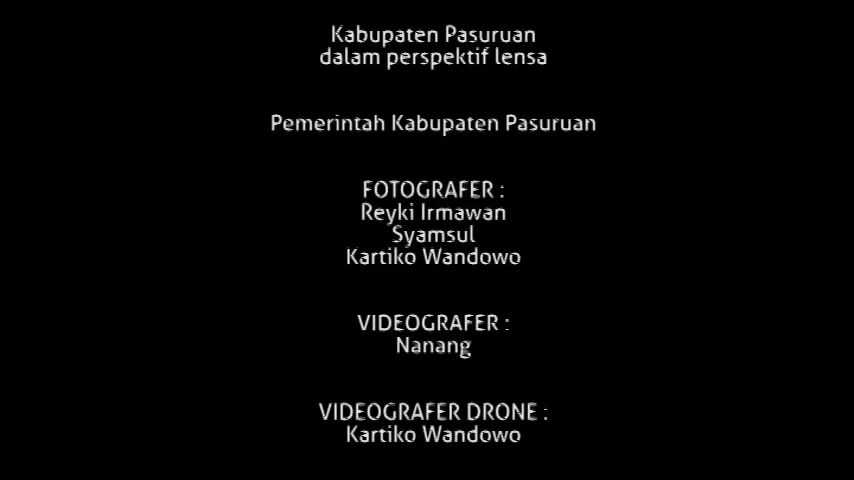 Kabupaten Pasuruan
dalam perspektif lensa
Pemerintah Kabupaten Pasuruan
FOTOGRAFER :
Reyki Irmawan
Syamsul
Kartiko Wandowo
VIDEOGRAFER :
Nanang
VIDEOGRAFER DRONE :
Kartiko Wandowo